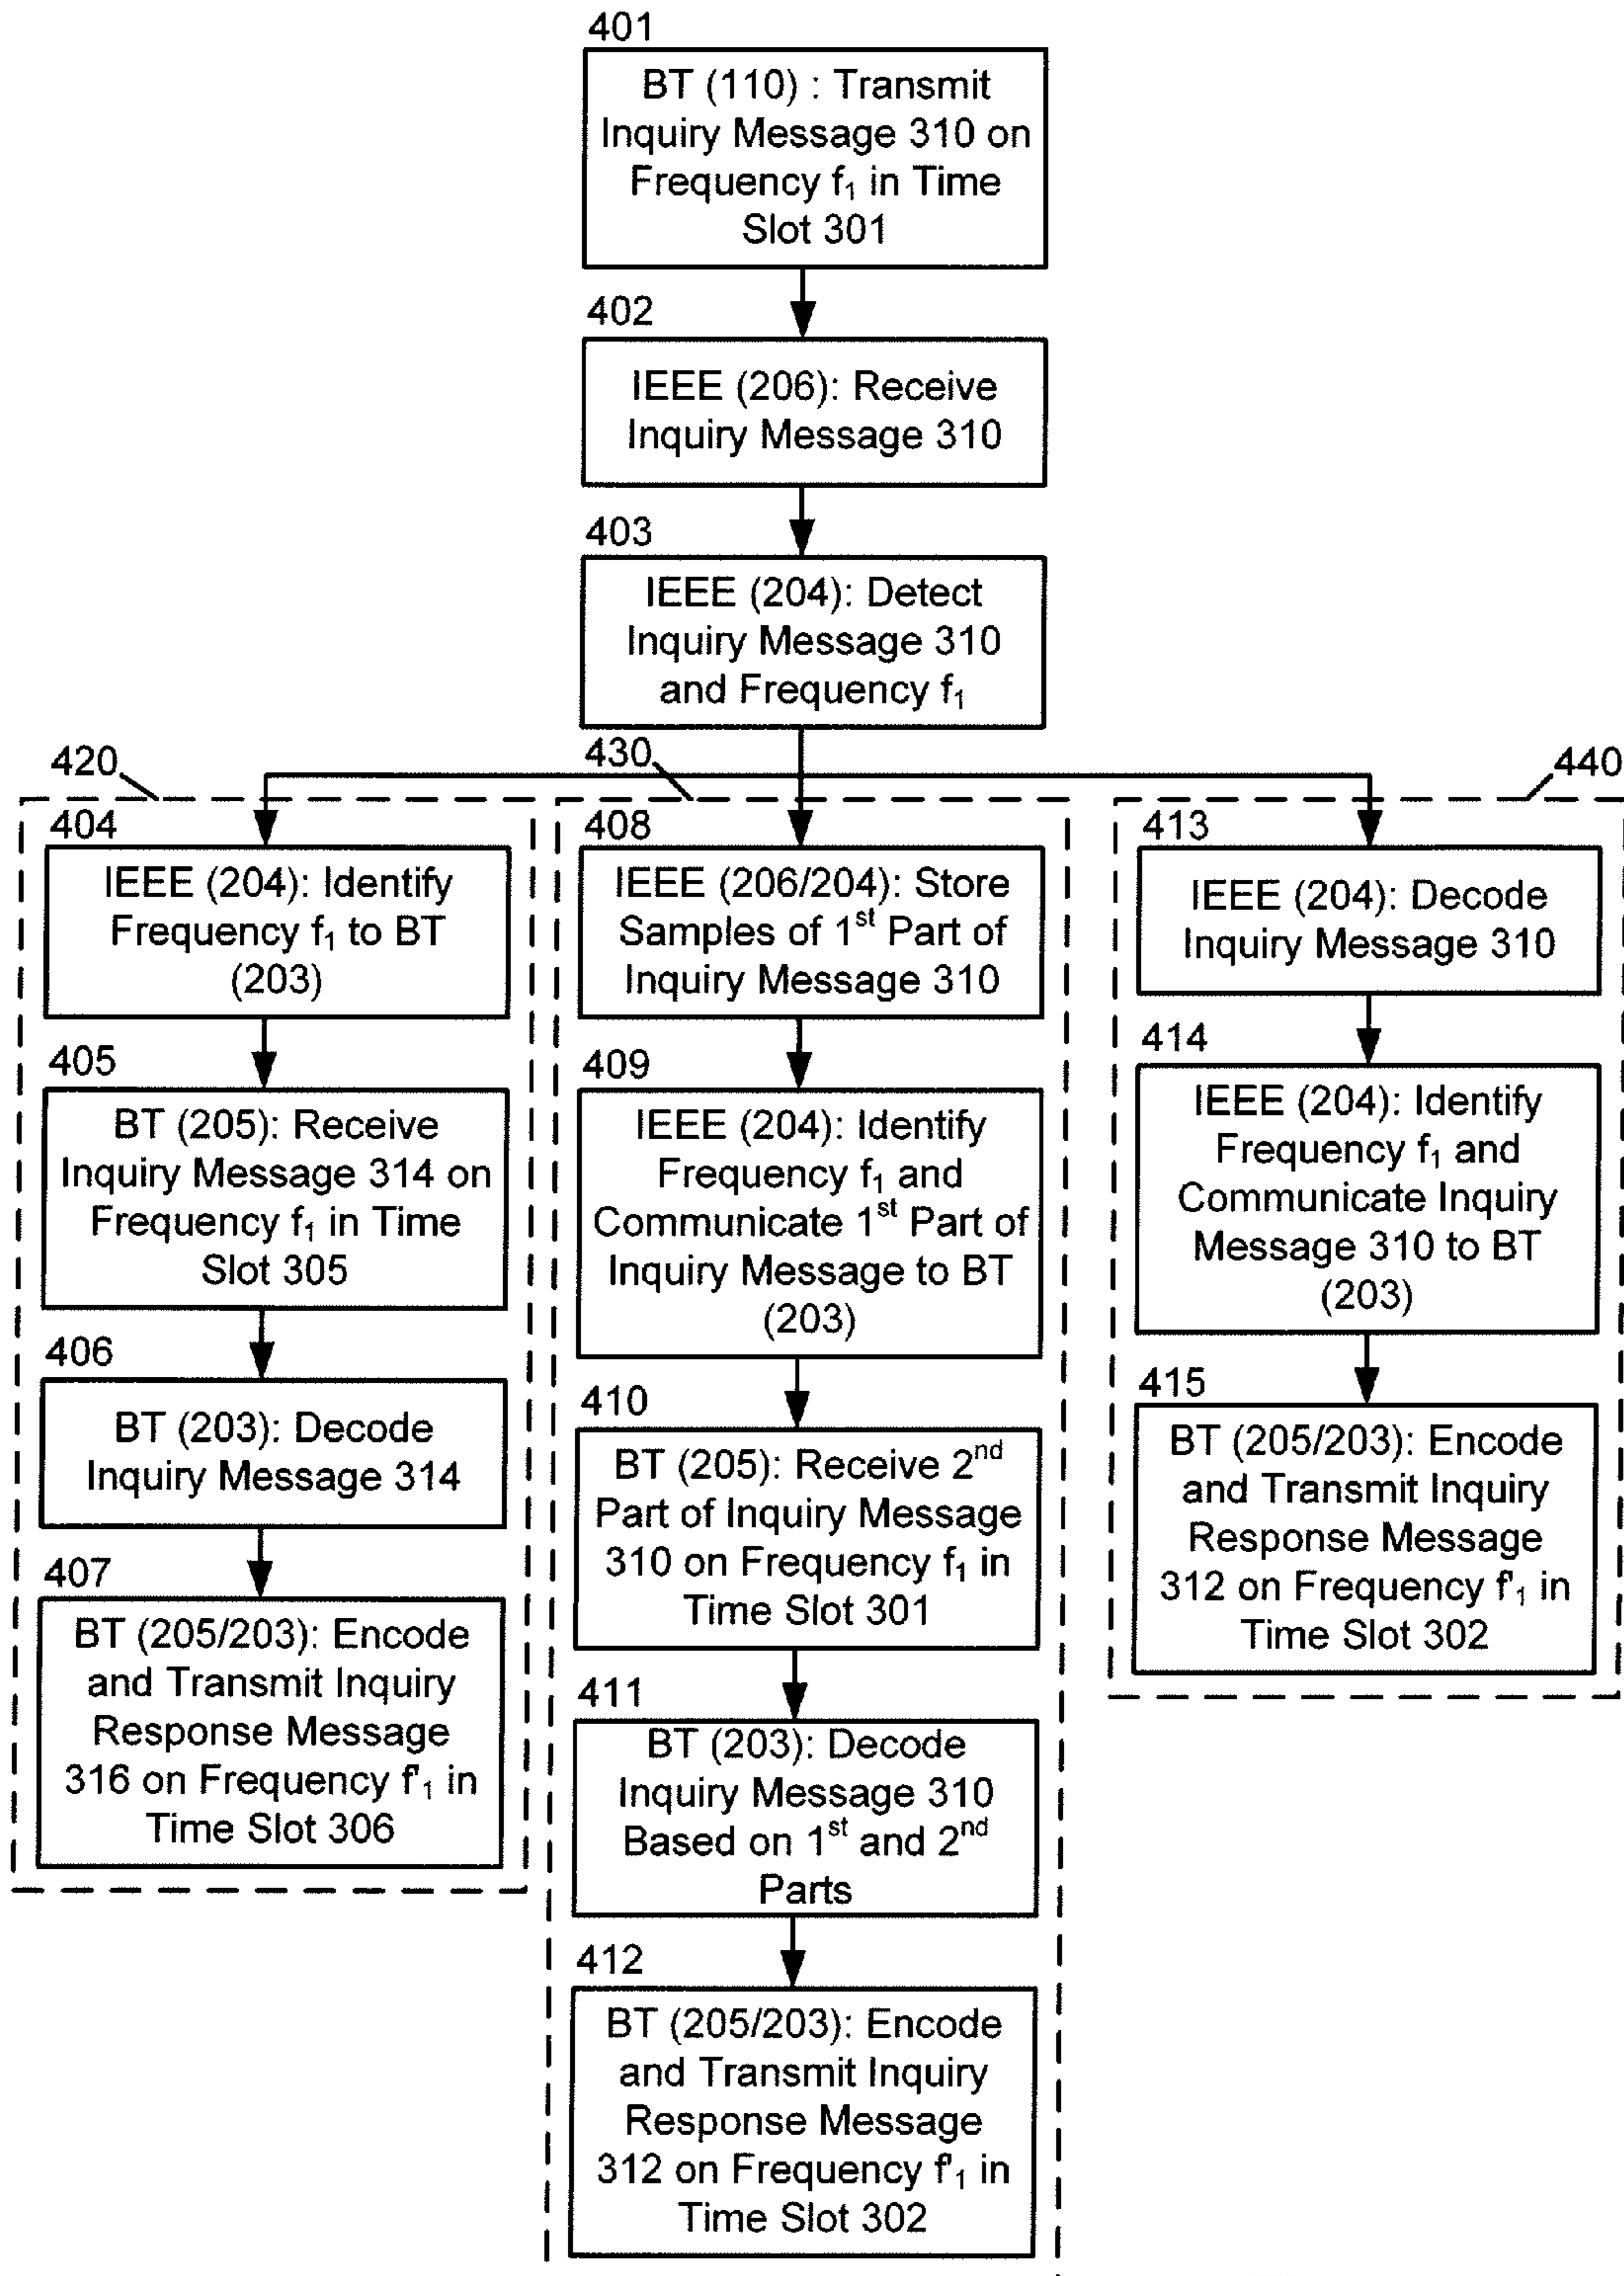 401
BT (110) : Transmit
Inquiry Message 310 on
Frequency f₁ in Time
Slot 301
402
IEEE (206): Receive
Inquiry Message 310
403
IEEE (204): Detect
Inquiry Message 310
and Frequency f₁
420
404
IEEE (204): Identify
Frequency f₁ to BT
(203)
405
BT (205): Receive
Inquiry Message 314 on
Frequency f₁ in Time
Slot 305
406
BT (203): Decode
Inquiry Message 314
407
BT (205/203): Encode
and Transmit Inquiry
Response Message
316 on Frequency f'₁ in
Time Slot 306
430
408
IEEE (206/204): Store
Samples of 1st Part of
Inquiry Message 310
409
IEEE (204): Identify
Frequency f₁ and
Communicate 1st Part of
Inquiry Message to BT
(203)
410
BT (205): Receive 2nd
Part of Inquiry Message
310 on Frequency f₁ in
Time Slot 301
411
BT (203): Decode
Inquiry Message 310
Based on 1st and 2nd
Parts
412
BT (205/203): Encode
and Transmit Inquiry
Response Message
312 on Frequency f'₁ in
Time Slot 302
440
413
IEEE (204): Decode
Inquiry Message 310
414
IEEE (204): Identify
Frequency f₁ and
Communicate Inquiry
Message 310 to BT
(203)
415
BT (205/203): Encode
and Transmit Inquiry
Response Message
312 on Frequency f'₁ in
Time Slot 302